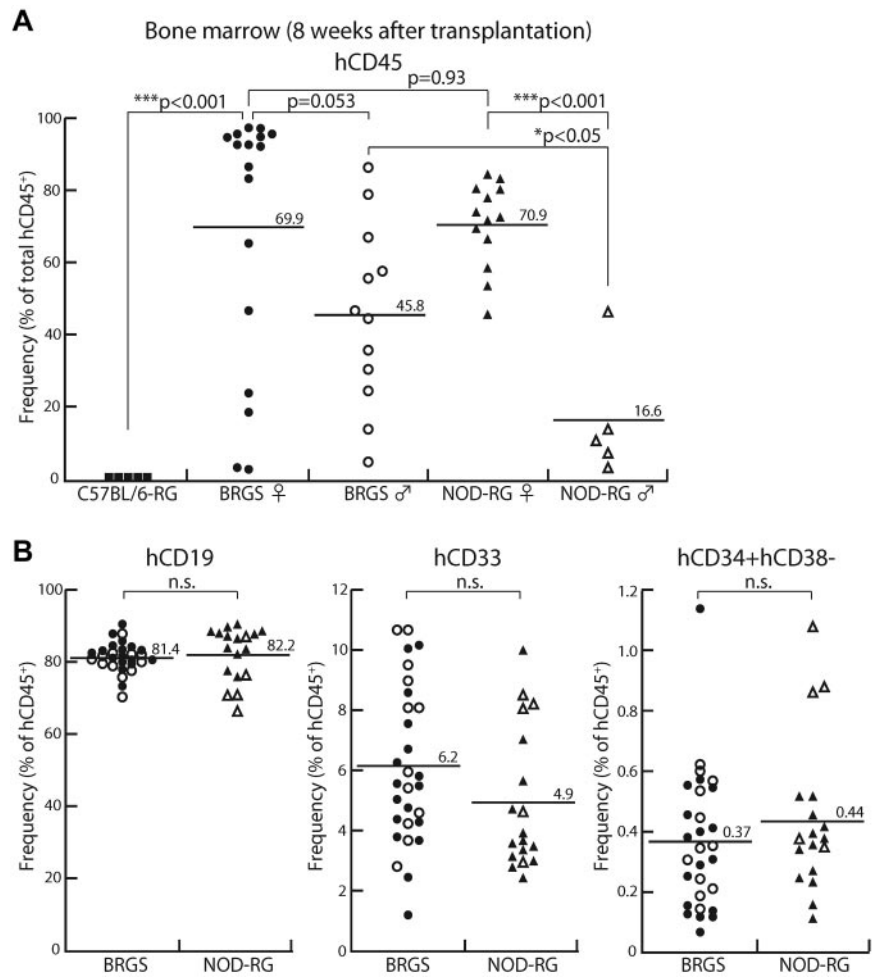 A
Bone marrow (8 weeks after transplantation)
hCD45
p=0.93
***p<0.001
p=0.053
***p<0.001
*p<0.05
Frequency (% of total hCD45⁺)
100
80
60
40
20
0
69.9
45.8
70.9
16.6
C57BL/6-RG
BRGS ♀
BRGS ♂
NOD-RG ♀
NOD-RG ♂
B
hCD19
n.s.
Frequency (% of hCD45⁺)
100
80
60
40
20
0
81.4
82.2
BRGS
NOD-RG
hCD33
n.s.
Frequency (% of hCD45⁺)
12
10
8
6
4
2
0
6.2
4.9
BRGS
NOD-RG
hCD34+hCD38-
n.s.
Frequency (% of hCD45⁺)
1.2
1.0
0.8
0.6
0.4
0.2
0
0.37
0.44
BRGS
NOD-RG